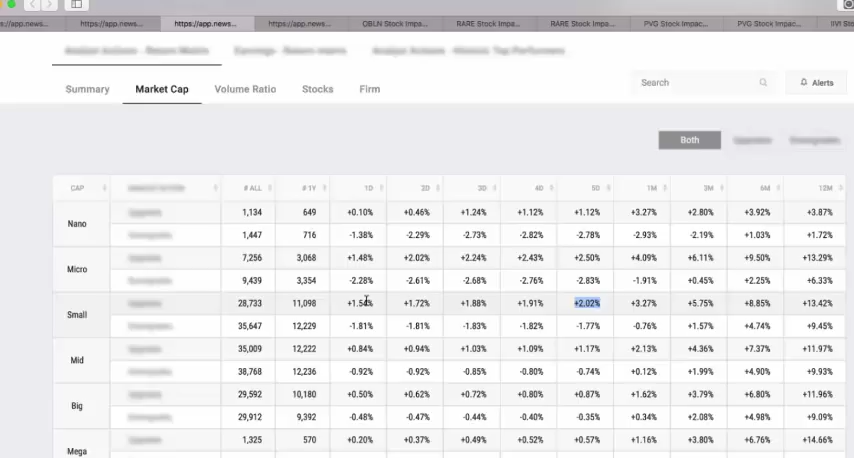 https://app.news... https://app.news... https://app.news... QBLN Stock Impa... RARE Stock Impa... RARE Stock Impa... PVG Stock Impac... PVG Stock Impac... IIVI Sto
Summary Market Cap Volume Ratio Stocks Firm Search Alerts
Both
CAP # ALL # 1Y 1D 2D 3D 4D 5D 1M 3M 6M 12M
Nano
1,134 649 +0.10% +0.46% +1.24% +1.12% +1.12% +3.27% +2.80% +3.92% +3.87%
1,447 716 -1.38% -2.29% -2.73% -2.82% -2.78% -2.93% -2.19% +1.03% +1.72%
Micro
7,256 3,068 +1.48% +2.02% +2.24% +2.43% +2.50% +4.09% +6.11% +9.50% +13.29%
9,439 3,354 -2.28% -2.61% -2.68% -2.76% -2.83% -1.91% +0.45% +2.25% +6.33%
Small
28,733 11,098 +1.54% +1.72% +1.88% +1.91% +2.02% +3.27% +5.75% +8.85% +13.42%
35,647 12,229 -1.81% -1.81% -1.83% -1.82% -1.77% -0.76% +1.57% +4.74% +9.45%
Mid
35,009 12,222 +0.84% +0.94% +1.03% +1.09% +1.17% +2.13% +4.36% +7.37% +11.97%
38,768 12,236 -0.92% -0.92% -0.85% -0.80% -0.74% +0.12% +1.99% +4.90% +9.93%
Big
29,592 10,180 +0.50% +0.62% +0.72% +0.80% +0.87% +1.62% +3.79% +6.80% +11.96%
29,912 9,392 -0.48% -0.47% -0.44% -0.40% -0.35% +0.34% +2.08% +4.98% +9.09%
Mega
1,325 570 +0.20% +0.37% +0.49% +0.52% +0.57% +1.16% +3.80% +6.76% +14.66%